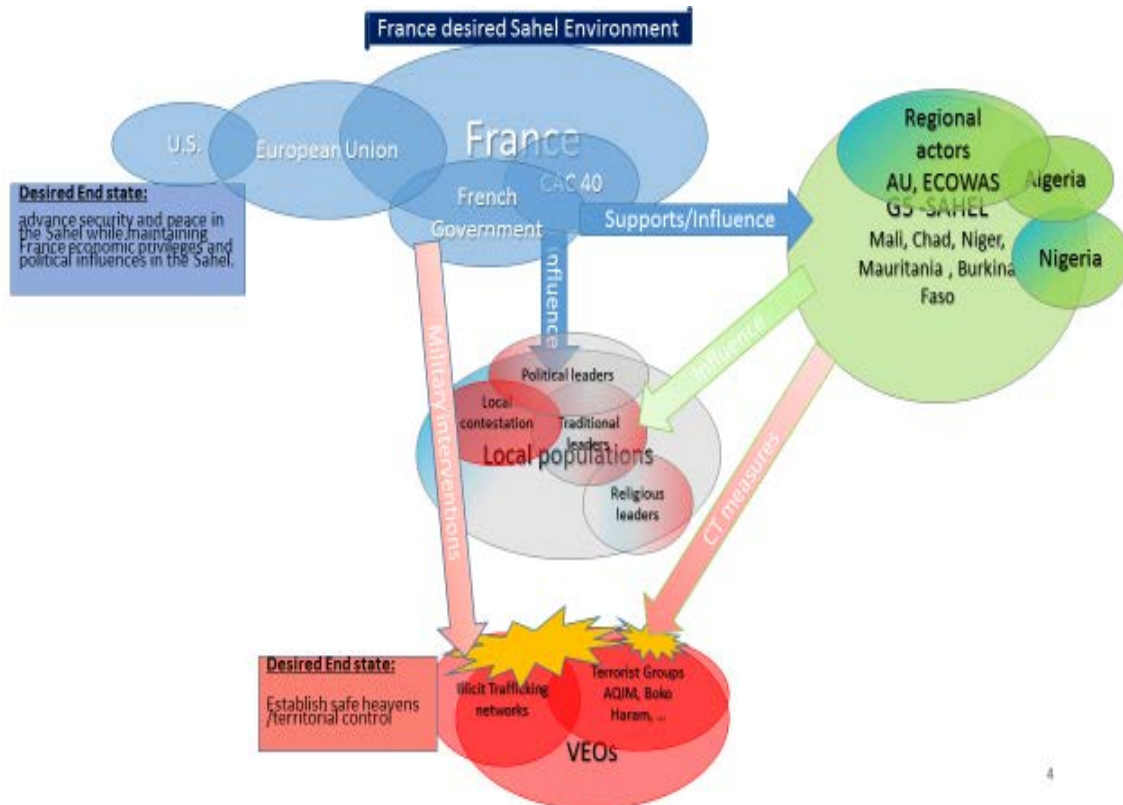 France desired Sahel Environment
U.S.
European Union
France
CAC 40
French
Government
Desired End state:
advance security and peace in
the Sahel while maintaining
France economic privileges and
political influences in the Sahel.
Supports/Influence
Influence
Military interventions
Regional
actors
AU, ECOWAS
Algeria
G5 -SAHEL
Mali, Chad, Niger,
Mauritania , Burkina
Faso
Nigeria
Influence
CT measures
Political leaders
Local
contestation
Traditional
leaders
Local populations
Religious
leaders
Desired End state:
Establish safe heavens
/territorial control
Illicit Trafficking
networks
Terrorist Groups
AQIM, Boko
Haram, ...
VEOs
4